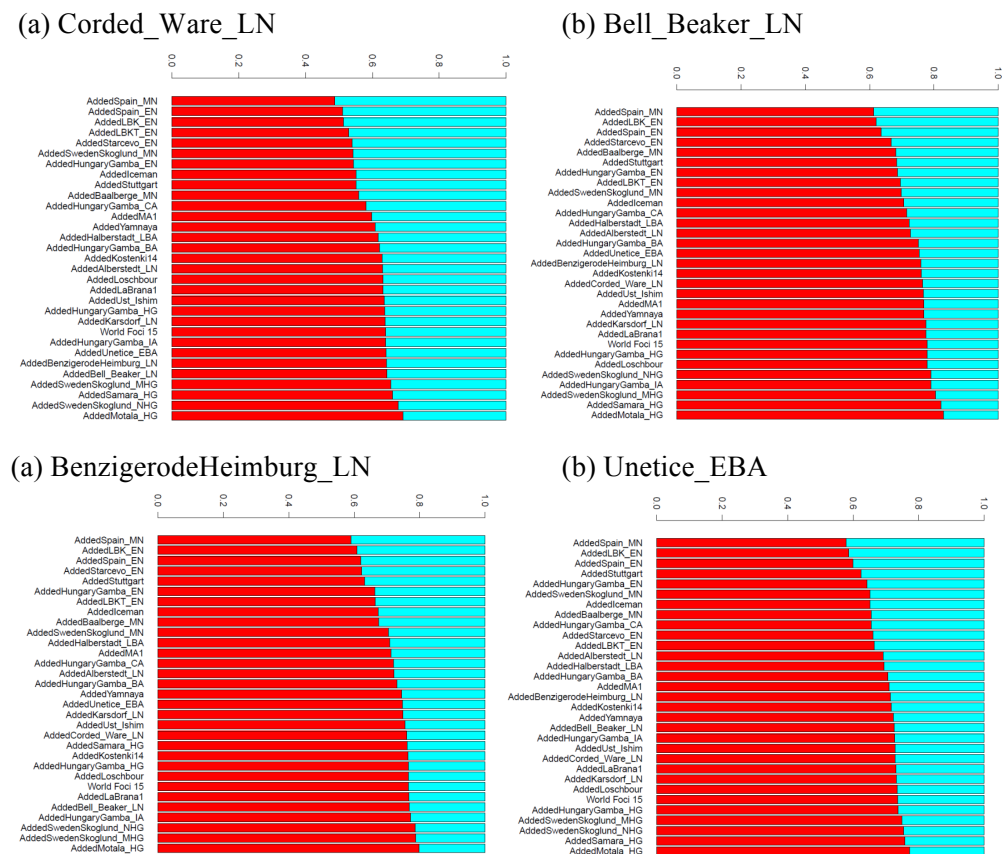 (a) Corded_Ware_LN
0.0 0.2 0.4 0.6 0.8 1.0
AddedSpain_MN
AddedSpain_EN
AddedLBK_EN
AddedLBKT_EN
AddedStarcevo_EN
AddedSwedenSkoglund_MN
AddedHungaryGamba_EN
AddedIceman
AddedStuttgart
AddedBaalberge_MN
AddedHungaryGamba_CA
AddedMA1
AddedYamnaya
AddedHalberstadt_LBA
AddedHungaryGamba_BA
AddedKostenki14
AddedAlberstedt_LN
AddedLoschbour
AddedLaBrana1
AddedUst_Ishim
AddedHungaryGamba_HG
AddedKarsdorf_LN
World Foci 15
AddedHungaryGamba_IA
AddedUnetice_EBA
AddedBenzigerodeHeimburg_LN
AddedBell_Beaker_LN
AddedSwedenSkoglund_MHG
AddedSamara_HG
AddedSwedenSkoglund_NHG
AddedMotala_HG
(b) Bell_Beaker_LN
0.0 0.2 0.4 0.6 0.8 1.0
AddedSpain_MN
AddedLBK_EN
AddedSpain_EN
AddedStarcevo_EN
AddedBaalberge_MN
AddedStuttgart
AddedHungaryGamba_EN
AddedLBKT_EN
AddedSwedenSkoglund_MN
AddedIceman
AddedHungaryGamba_CA
AddedHalberstadt_LBA
AddedAlberstedt_LN
AddedHungaryGamba_BA
AddedUnetice_EBA
AddedBenzigerodeHeimburg_LN
AddedKostenki14
AddedCorded_Ware_LN
AddedUst_Ishim
AddedMA1
AddedYamnaya
AddedKarsdorf_LN
AddedLaBrana1
World Foci 15
AddedHungaryGamba_HG
AddedLoschbour
AddedSwedenSkoglund_NHG
AddedHungaryGamba_IA
AddedSwedenSkoglund_MHG
AddedSamara_HG
AddedMotala_HG
(a) BenzigerodeHeimburg_LN
0.0 0.2 0.4 0.6 0.8 1.0
AddedSpain_MN
AddedLBK_EN
AddedSpain_EN
AddedStarcevo_EN
AddedStuttgart
AddedHungaryGamba_EN
AddedLBKT_EN
AddedIceman
AddedBaalberge_MN
AddedSwedenSkoglund_MN
AddedHalberstadt_LBA
AddedMA1
AddedHungaryGamba_CA
AddedAlberstedt_LN
AddedHungaryGamba_BA
AddedYamnaya
AddedUnetice_EBA
AddedKarsdorf_LN
AddedUst_Ishim
AddedCorded_Ware_LN
AddedSamara_HG
AddedKostenki14
AddedHungaryGamba_HG
AddedLoschbour
World Foci 15
AddedLaBrana1
AddedBell_Beaker_LN
AddedHungaryGamba_IA
AddedSwedenSkoglund_NHG
AddedSwedenSkoglund_MHG
AddedMotala_HG
(b) Unetice_EBA
0.0 0.2 0.4 0.6 0.8 1.0
AddedSpain_MN
AddedLBK_EN
AddedSpain_EN
AddedStuttgart
AddedHungaryGamba_EN
AddedSwedenSkoglund_MN
AddedIceman
AddedBaalberge_MN
AddedHungaryGamba_CA
AddedStarcevo_EN
AddedLBKT_EN
AddedAlberstedt_LN
AddedHalberstadt_LBA
AddedHungaryGamba_BA
AddedMA1
AddedBenzigerodeHeimburg_LN
AddedKostenki14
AddedYamnaya
AddedBell_Beaker_LN
AddedHungaryGamba_IA
AddedUst_Ishim
AddedCorded_Ware_LN
AddedLaBrana1
AddedKarsdorf_LN
AddedLoschbour
World Foci 15
AddedHungaryGamba_HG
AddedSwedenSkoglund_MHG
AddedSwedenSkoglund_NHG
AddedSamara_HG
AddedMotala_HG